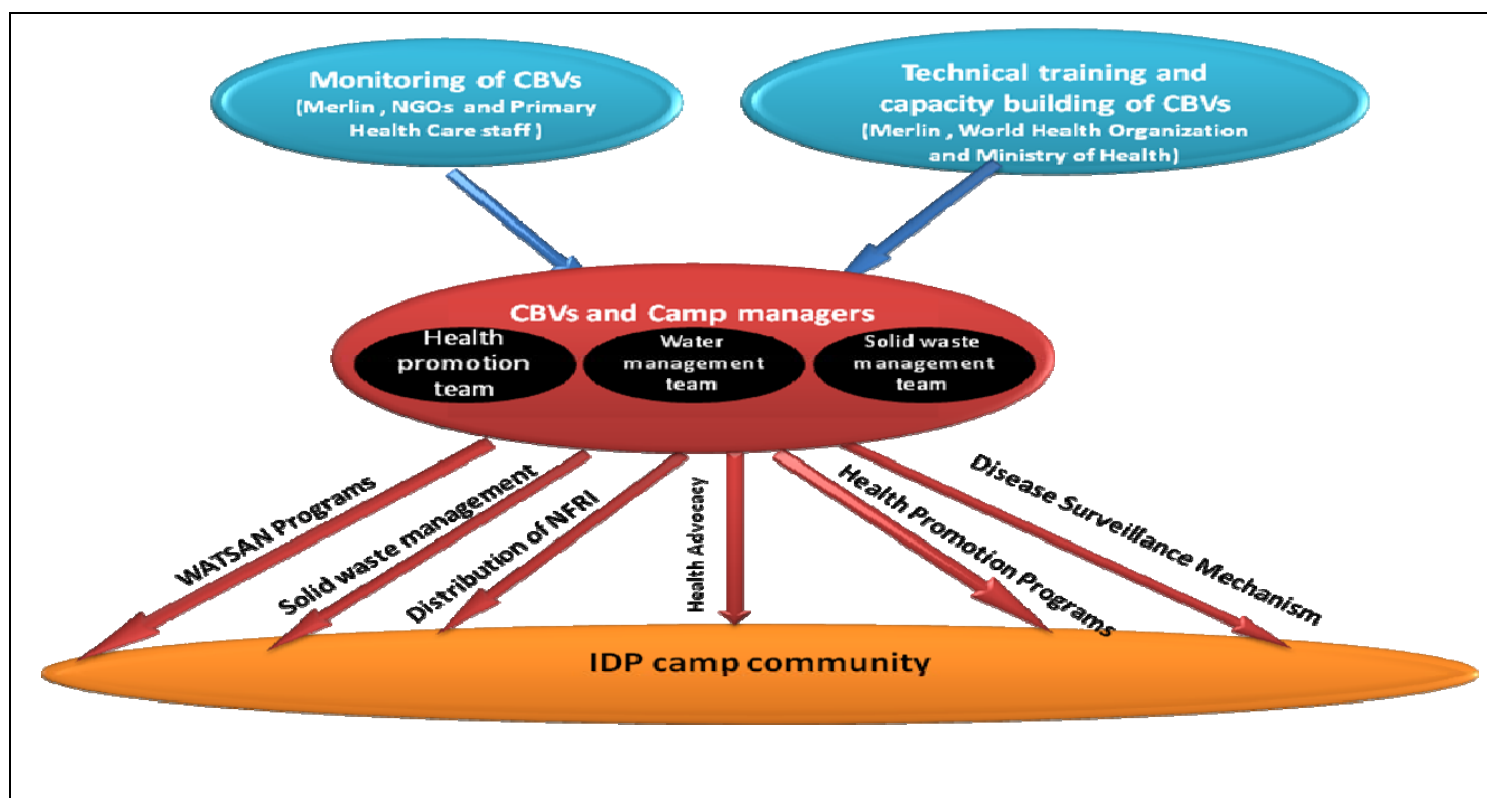 Monitoring of CBVs
(Merlin , NGOs and Primary
Health Care staff )
Technical training and
capacity building of CBVs
(Merlin , World Health Organization
and Ministry of Health)
CBVs and Camp managers
Health
promotion
team
Water
management
team
Solid waste
management
team
WATSAN Programs
Solid waste management
Distribution of NFRI
Health Advocacy
Health Promotion Programs
Disease Surveillance Mechanism
IDP camp community